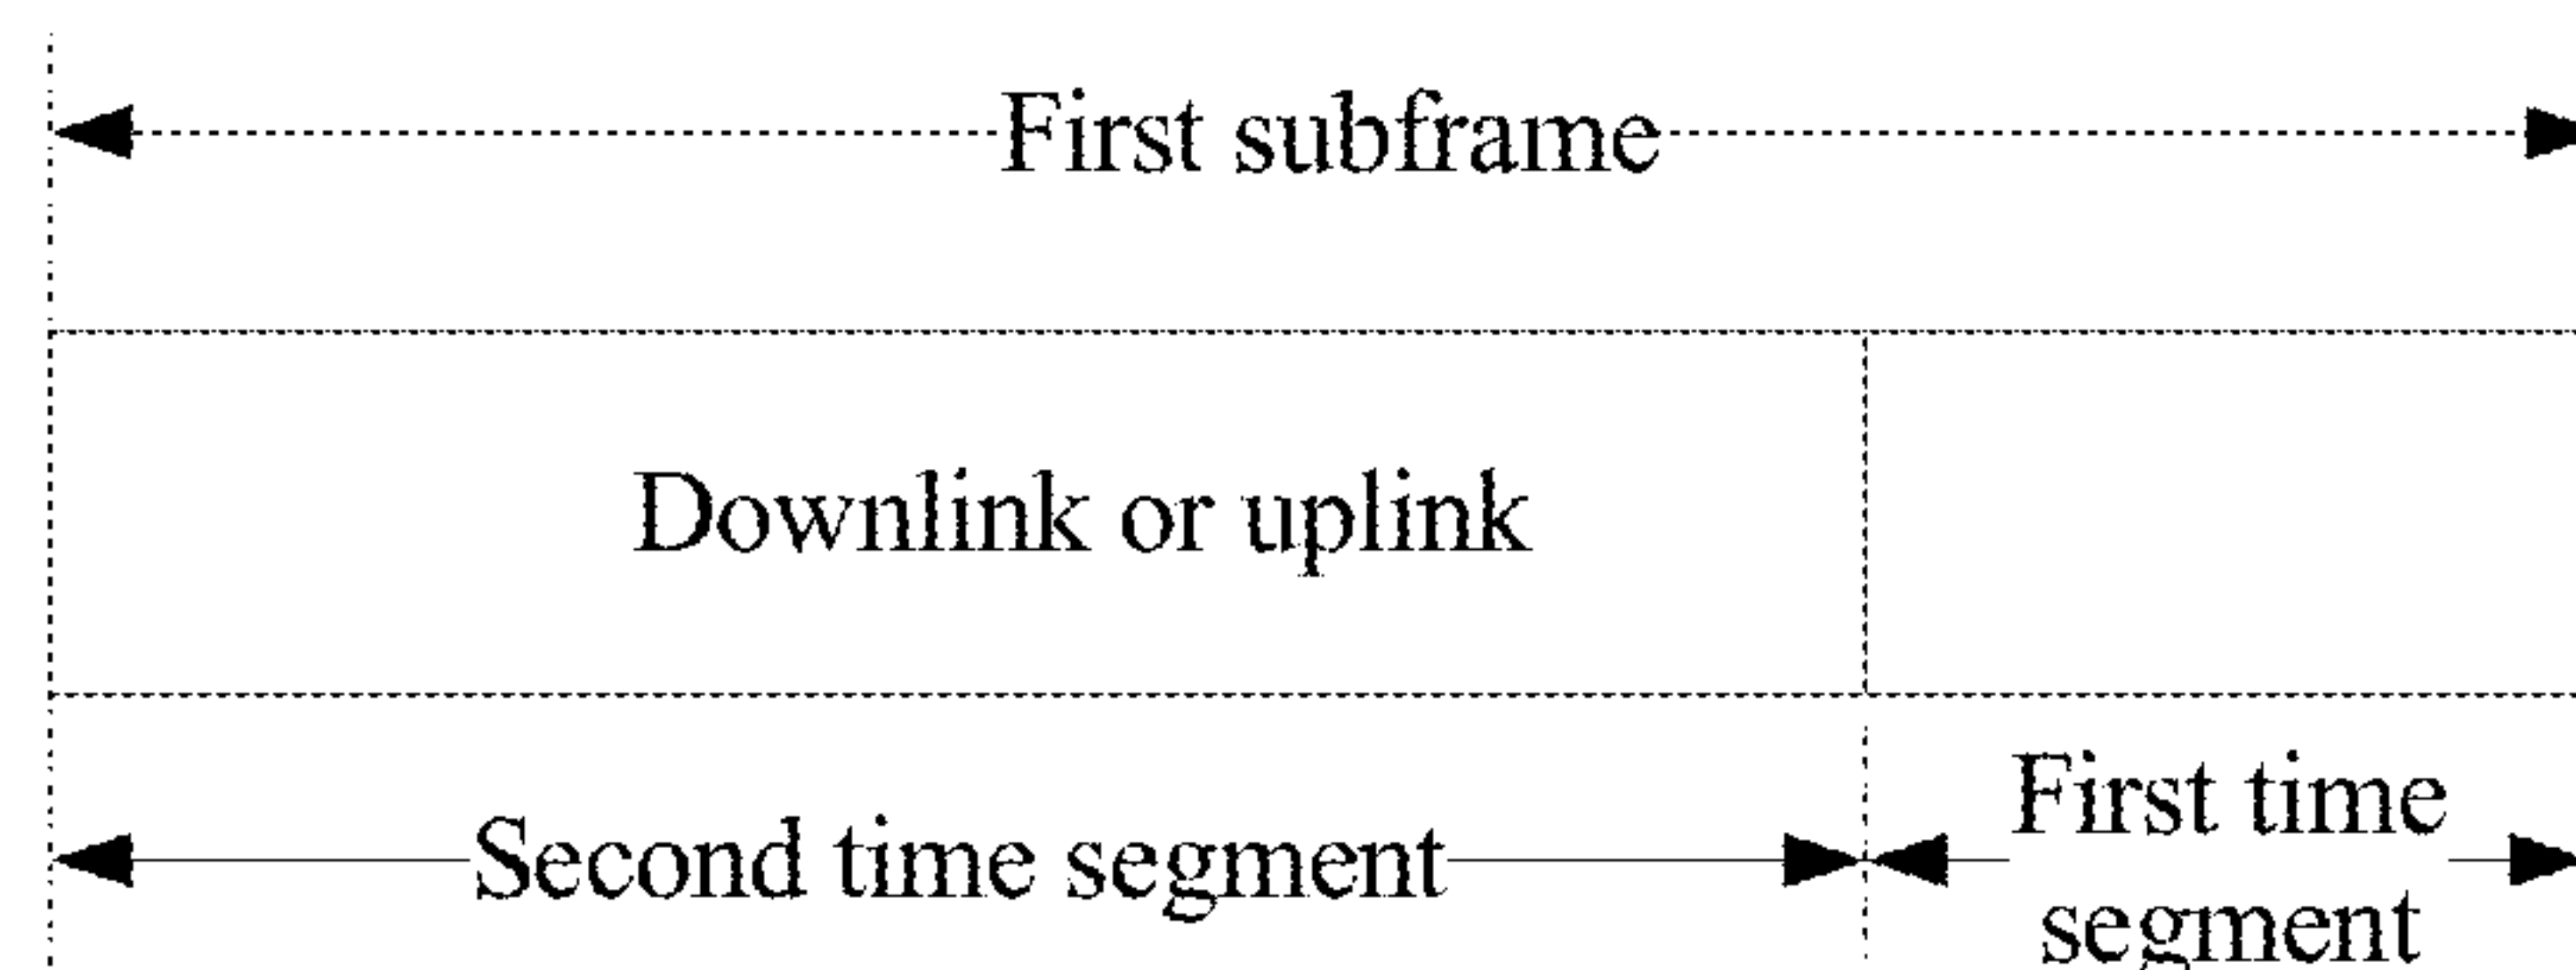 First subframe
Downlink or uplink
Second time segment
First time
segment